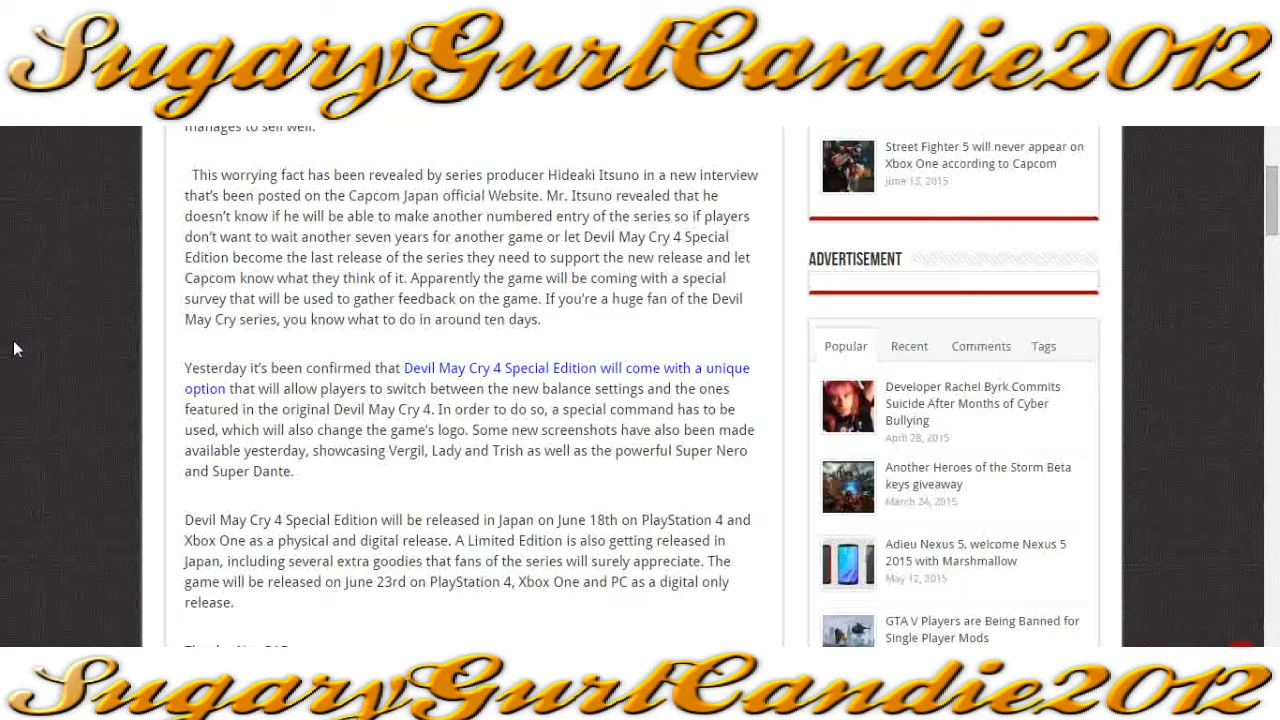 SugaryGurlCandie2012
manages to sell well.
This worrying fact has been revealed by series producer Hideaki Itsuno in a new interview
that's been posted on the Capcom Japan official Website. Mr. Itsuno revealed that he
doesn't know if he will be able to make another numbered entry of the series so if players
don't want to wait another seven years for another game or let Devil May Cry 4 Special
Edition become the last release of the series they need to support the new release and let
Capcom know what they think of it. Apparently the game will be coming with a special
survey that will be used to gather feedback on the game. If you're a huge fan of the Devil
May Cry series, you know what to do in around ten days.
Yesterday it's been confirmed that Devil May Cry 4 Special Edition will come with a unique
option that will allow players to switch between the new balance settings and the ones
featured in the original Devil May Cry 4. In order to do so, a special command has to be
used, which will also change the game's logo. Some new screenshots have also been made
available yesterday, showcasing Vergil, Lady and Trish as well as the powerful Super Nero
and Super Dante.
Devil May Cry 4 Special Edition will be released in Japan on June 18th on PlayStation 4 and
Xbox One as a physical and digital release. A Limited Edition is also getting released in
Japan, including several extra goodies that fans of the series will surely appreciate. The
game will be released on June 23rd on PlayStation 4, Xbox One and PC as a digital only
release.
Street Fighter 5 will never appear on
Xbox One according to Capcom
June 13, 2015
ADVERTISEMENT
Popular Recent Comments Tags
Developer Rachel Byrk Commits
Suicide After Months of Cyber
Bullying
April 28, 2015
Another Heroes of the Storm Beta
keys giveaway
March 24, 2015
Adieu Nexus 5, welcome Nexus 5
2015 with Marshmallow
May 12, 2015
GTA V Players are Being Banned for
Single Player Mods
SugaryGurlCandie2012